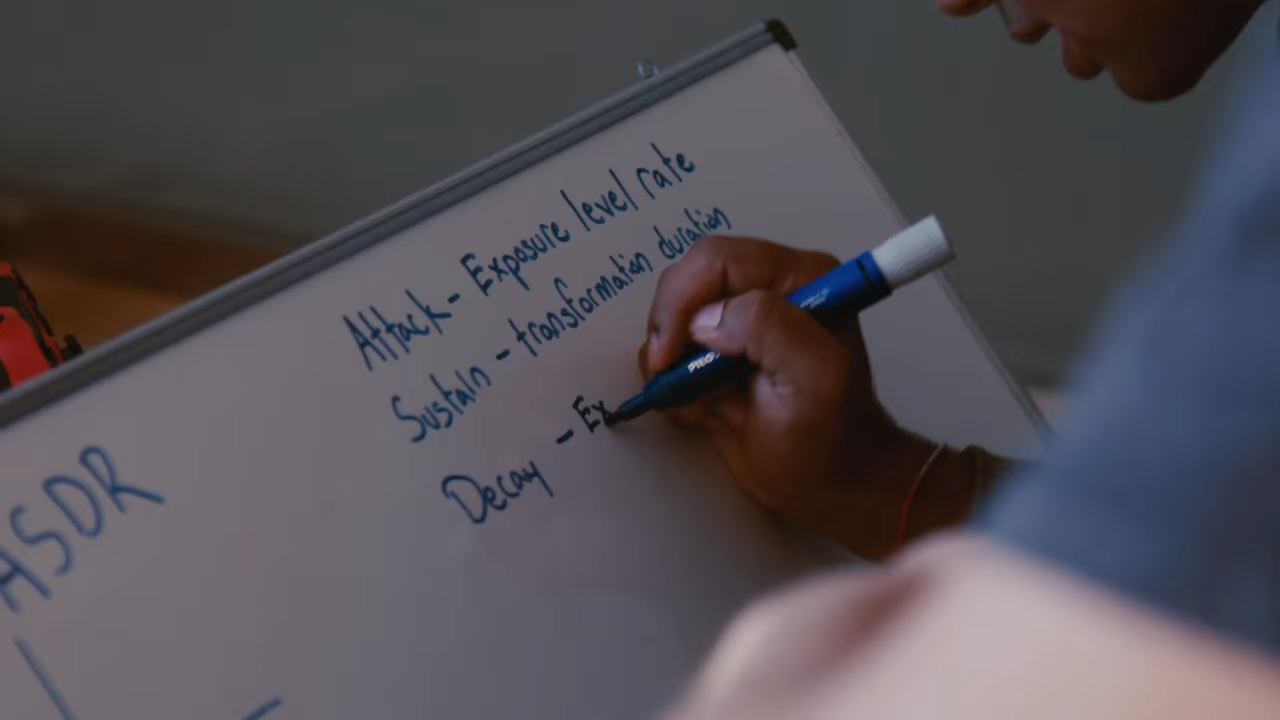 Attack - Exposure level rate
Sustain - transformation duration
Decay - Ex
ASDR